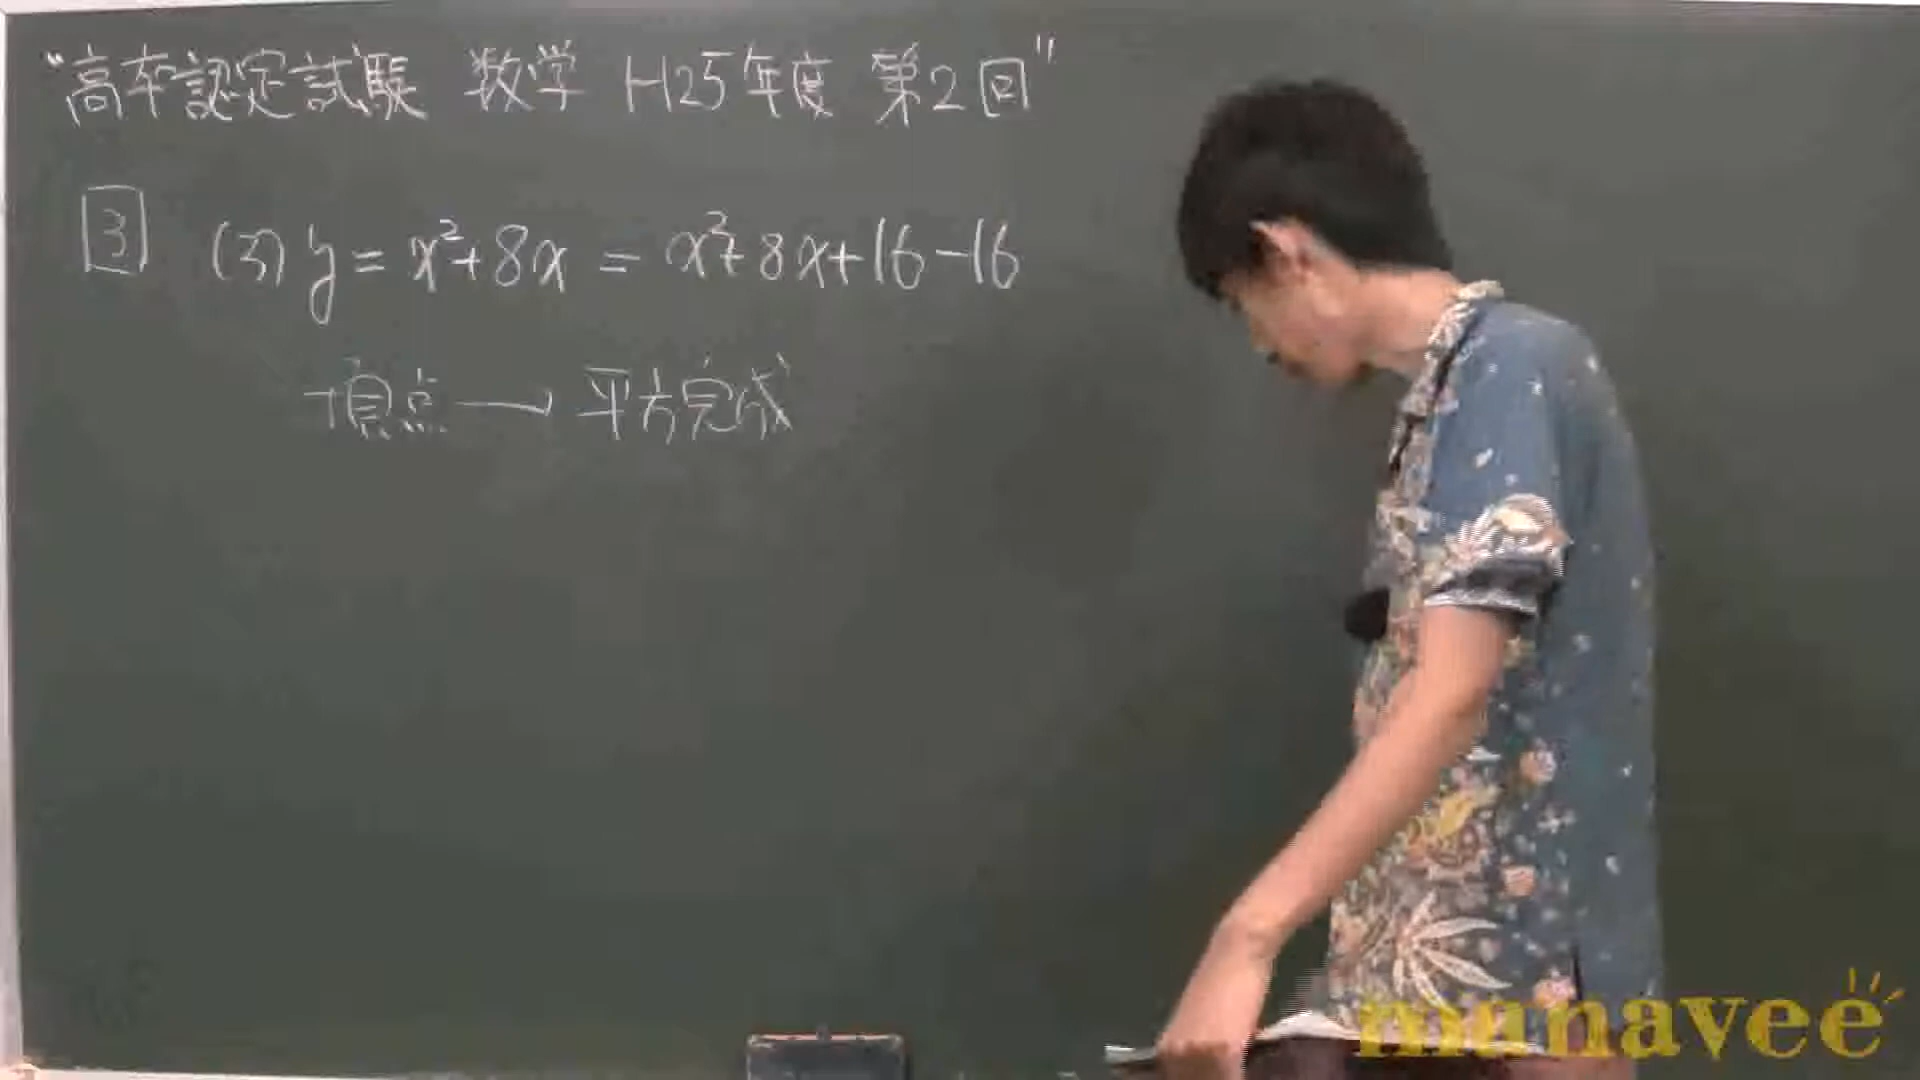 "高卒認定試験 数学 H25年度 第2回"
3 (3) y = x²+8x = x²+8x+16-16
頂点 → 平方完成
manavee